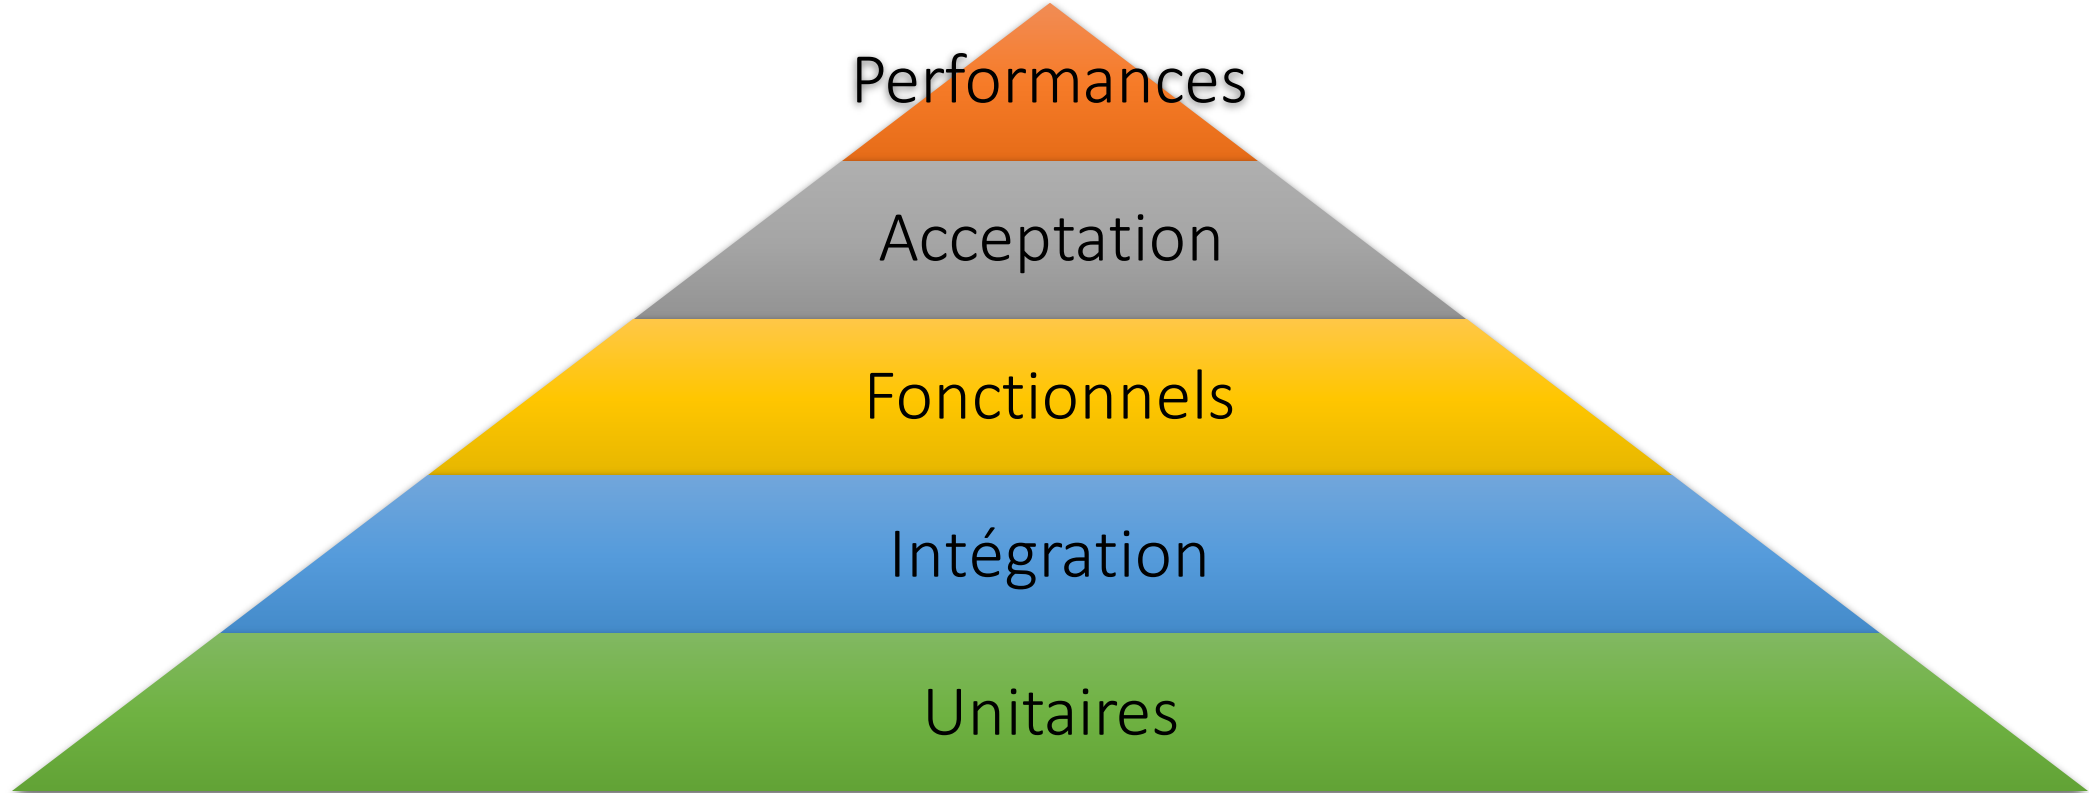 Performances
Acceptation
Fonctionnels
Intégration
Unitaires